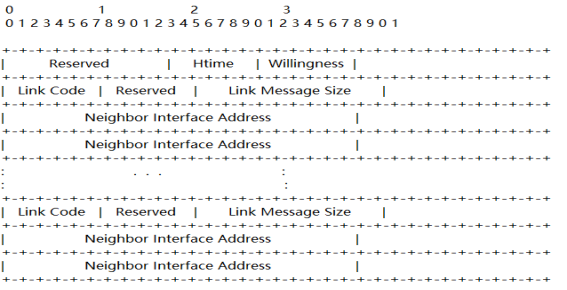 0 1 2 3
0 1 2 3 4 5 6 7 8 9 0 1 2 3 4 5 6 7 8 9 0 1 2 3 4 5 6 7 8 9 0 1
+-+-+-+-+-+-+-+-+-+-+-+-+-+-+-+-+-+-+-+-+-+-+-+-+-+-+-+-+-+-+-+-+
| Reserved | Htime | Willingness |
+-+-+-+-+-+-+-+-+-+-+-+-+-+-+-+-+-+-+-+-+-+-+-+-+-+-+-+-+-+-+-+-+
| Link Code | Reserved | Link Message Size |
+-+-+-+-+-+-+-+-+-+-+-+-+-+-+-+-+-+-+-+-+-+-+-+-+-+-+-+-+-+-+-+-+
| Neighbor Interface Address |
+-+-+-+-+-+-+-+-+-+-+-+-+-+-+-+-+-+-+-+-+-+-+-+-+-+-+-+-+-+-+-+-+
| Neighbor Interface Address |
+-+-+-+-+-+-+-+-+-+-+-+-+-+-+-+-+-+-+-+-+-+-+-+-+-+-+-+-+-+-+-+-+
: . . . :
: :
+-+-+-+-+-+-+-+-+-+-+-+-+-+-+-+-+-+-+-+-+-+-+-+-+-+-+-+-+-+-+-+-+
| Link Code | Reserved | Link Message Size |
+-+-+-+-+-+-+-+-+-+-+-+-+-+-+-+-+-+-+-+-+-+-+-+-+-+-+-+-+-+-+-+-+
| Neighbor Interface Address |
+-+-+-+-+-+-+-+-+-+-+-+-+-+-+-+-+-+-+-+-+-+-+-+-+-+-+-+-+-+-+-+-+
| Neighbor Interface Address |
+-+-+-+-+-+-+-+-+-+-+-+-+-+-+-+-+-+-+-+-+-+-+-+-+-+-+-+-+-+-+-+-+